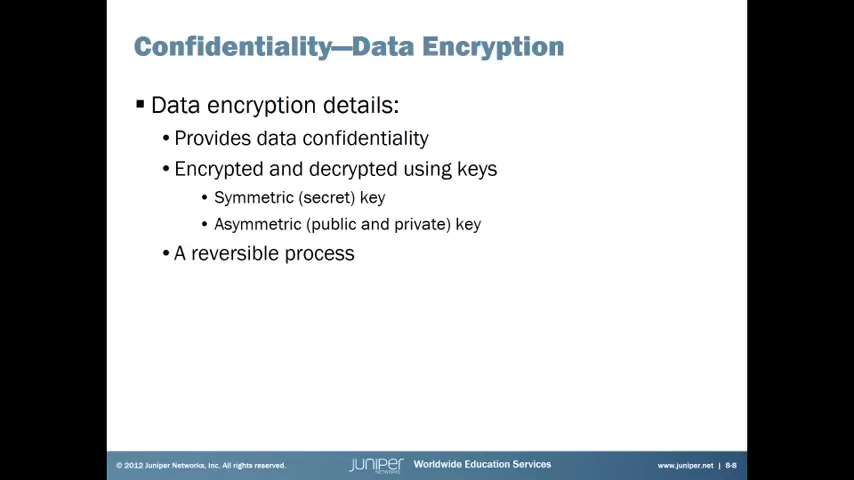 Confidentiality—Data Encryption
▪ Data encryption details:
• Provides data confidentiality
• Encrypted and decrypted using keys
• Symmetric (secret) key
• Asymmetric (public and private) key
• A reversible process
© 2012 Juniper Networks, Inc. All rights reserved.
JUNIPER
NETWORKS
Worldwide Education Services
www.juniper.net | 8-8